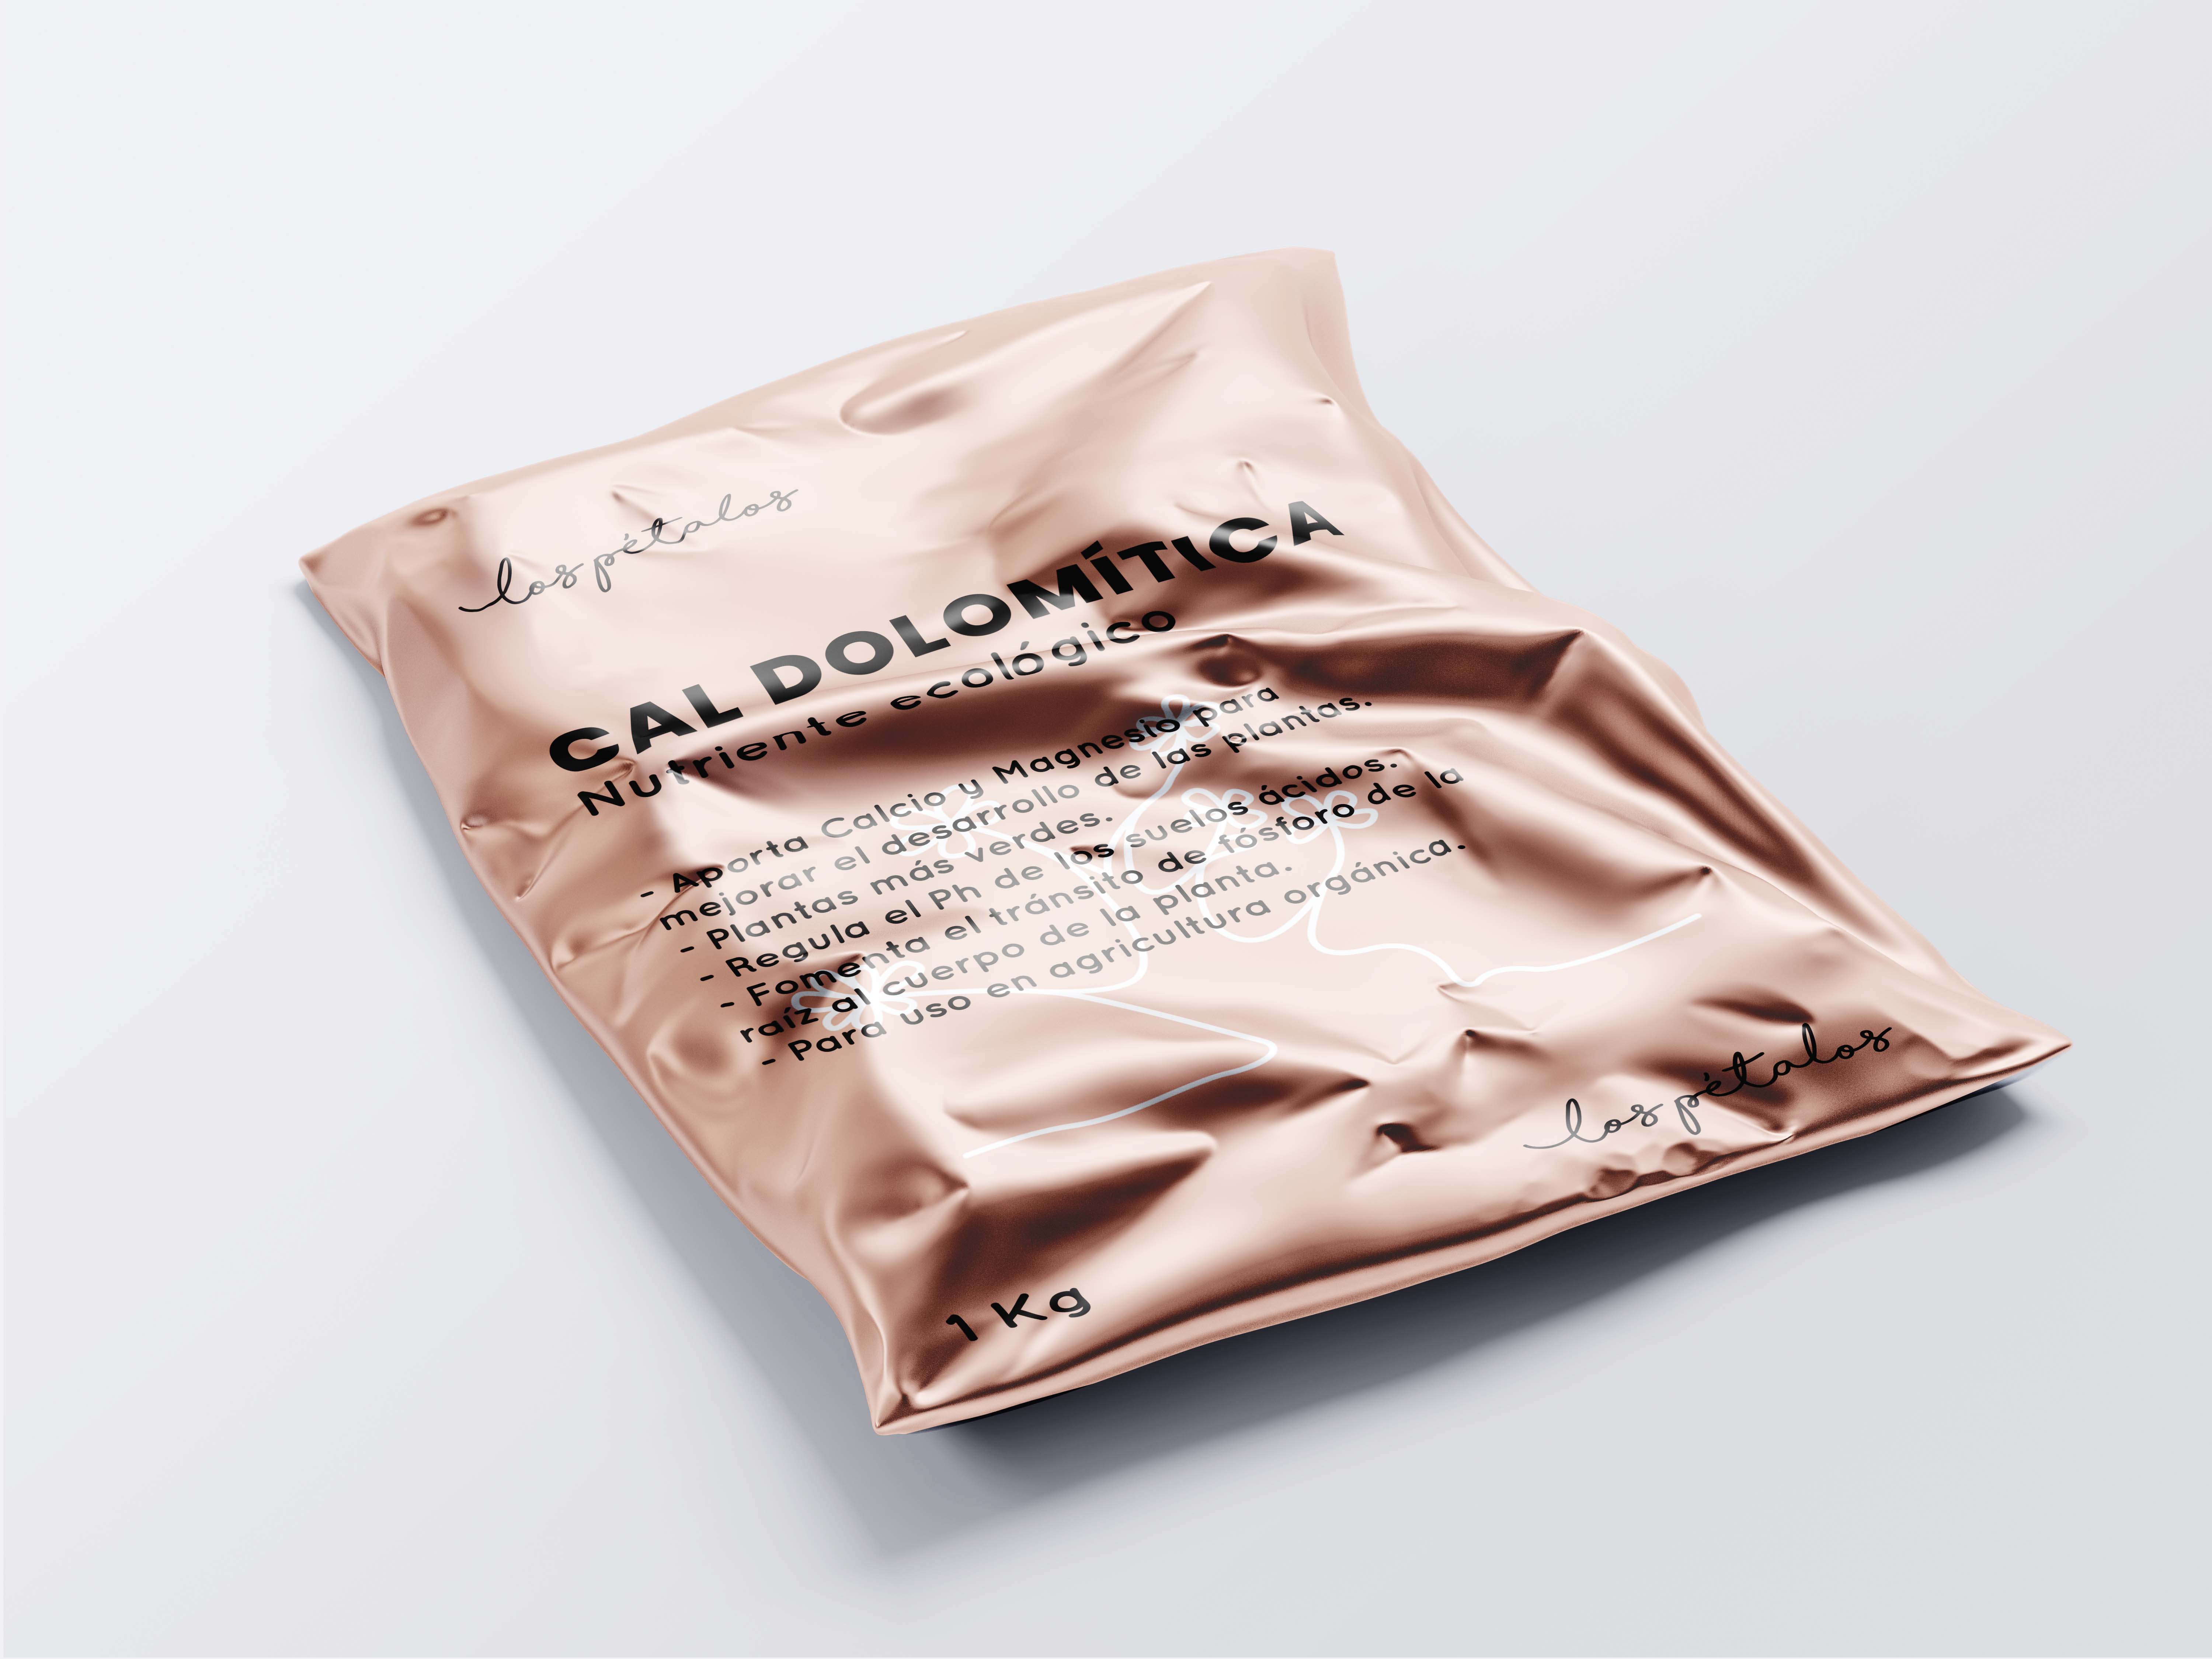 los pétalos
CAL DOLOMÍTICA
Nutriente ecológico
- Aporta Calcio y Magnesio para
mejorar el desarrollo de las plantas.
- Plantas más verdes.
- Regula el Ph de los suelos ácidos.
- Fomenta el tránsito de fósforo de la
raíz al cuerpo de la planta.
- Para uso en agricultura orgánica.
los pétalos
1 Kg